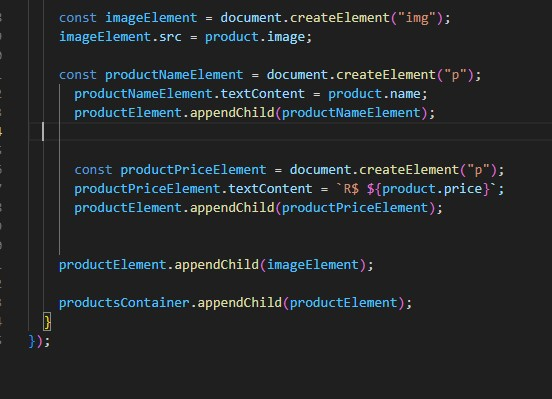 const imageElement = document.createElement("img");
imageElement.src = product.image;
const productNameElement = document.createElement("p");
productNameElement.textContent = product.name;
productElement.appendChild(productNameElement);
const productPriceElement = document.createElement("p");
productPriceElement.textContent = `R$ ${product.price}`;
productElement.appendChild(productPriceElement);
productElement.appendChild(imageElement);
productsContainer.appendChild(productElement);
}
});